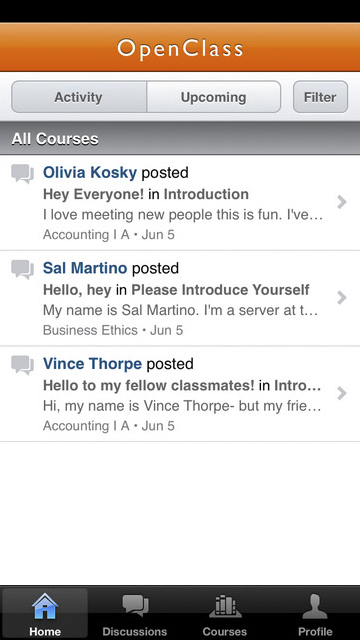 OpenClass
Activity
Upcoming
Filter
All Courses
Olivia Kosky posted
Hey Everyone! in Introduction
I love meeting new people this is fun. I've...
Accounting I A • Jun 5
Sal Martino posted
Hello, hey in Please Introduce Yourself
My name is Sal Martino. I'm a server at t...
Business Ethics • Jun 5
Vince Thorpe posted
Hello to my fellow classmates! in Intro...
Hi, my name is Vince Thorpe- but my frie...
Accounting I A • Jun 5
Home
Discussions
Courses
Profile